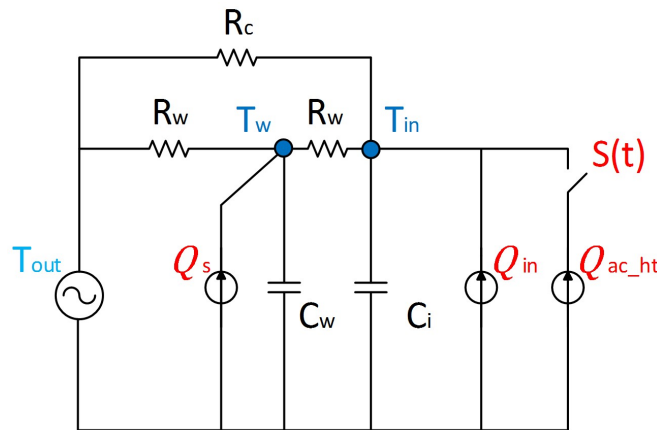 Rc
Rw
Tw
Rw
Tin
S(t)
Tout
Qs
Cw
Ci
Qin
Qac_ht